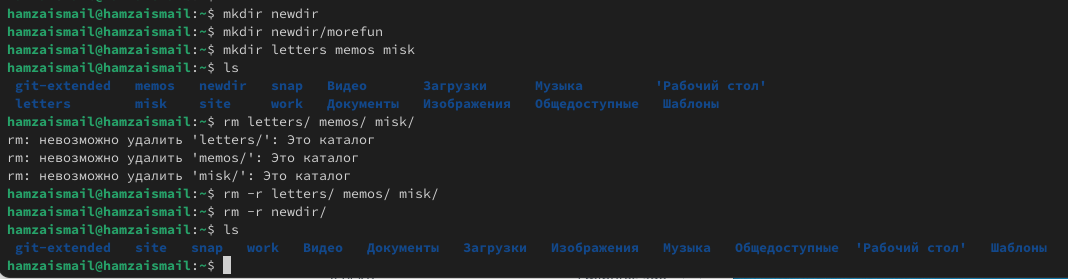 hamzaismail@hamzaismail:~$ mkdir newdir
hamzaismail@hamzaismail:~$ mkdir newdir/morefun
hamzaismail@hamzaismail:~$ mkdir letters memos misk
hamzaismail@hamzaismail:~$ ls
git-extended memos newdir snap Видео Загрузки Музыка 'Рабочий стол'
letters misk site work Документы Изображения Общедоступные Шаблоны
hamzaismail@hamzaismail:~$ rm letters/ memos/ misk/
rm: невозможно удалить 'letters/': Это каталог
rm: невозможно удалить 'memos/': Это каталог
rm: невозможно удалить 'misk/': Это каталог
hamzaismail@hamzaismail:~$ rm -r letters/ memos/ misk/
hamzaismail@hamzaismail:~$ rm -r newdir/
hamzaismail@hamzaismail:~$ ls
git-extended site snap work Видео Документы Загрузки Изображения Музыка Общедоступные 'Рабочий стол' Шаблоны
hamzaismail@hamzaismail:~$